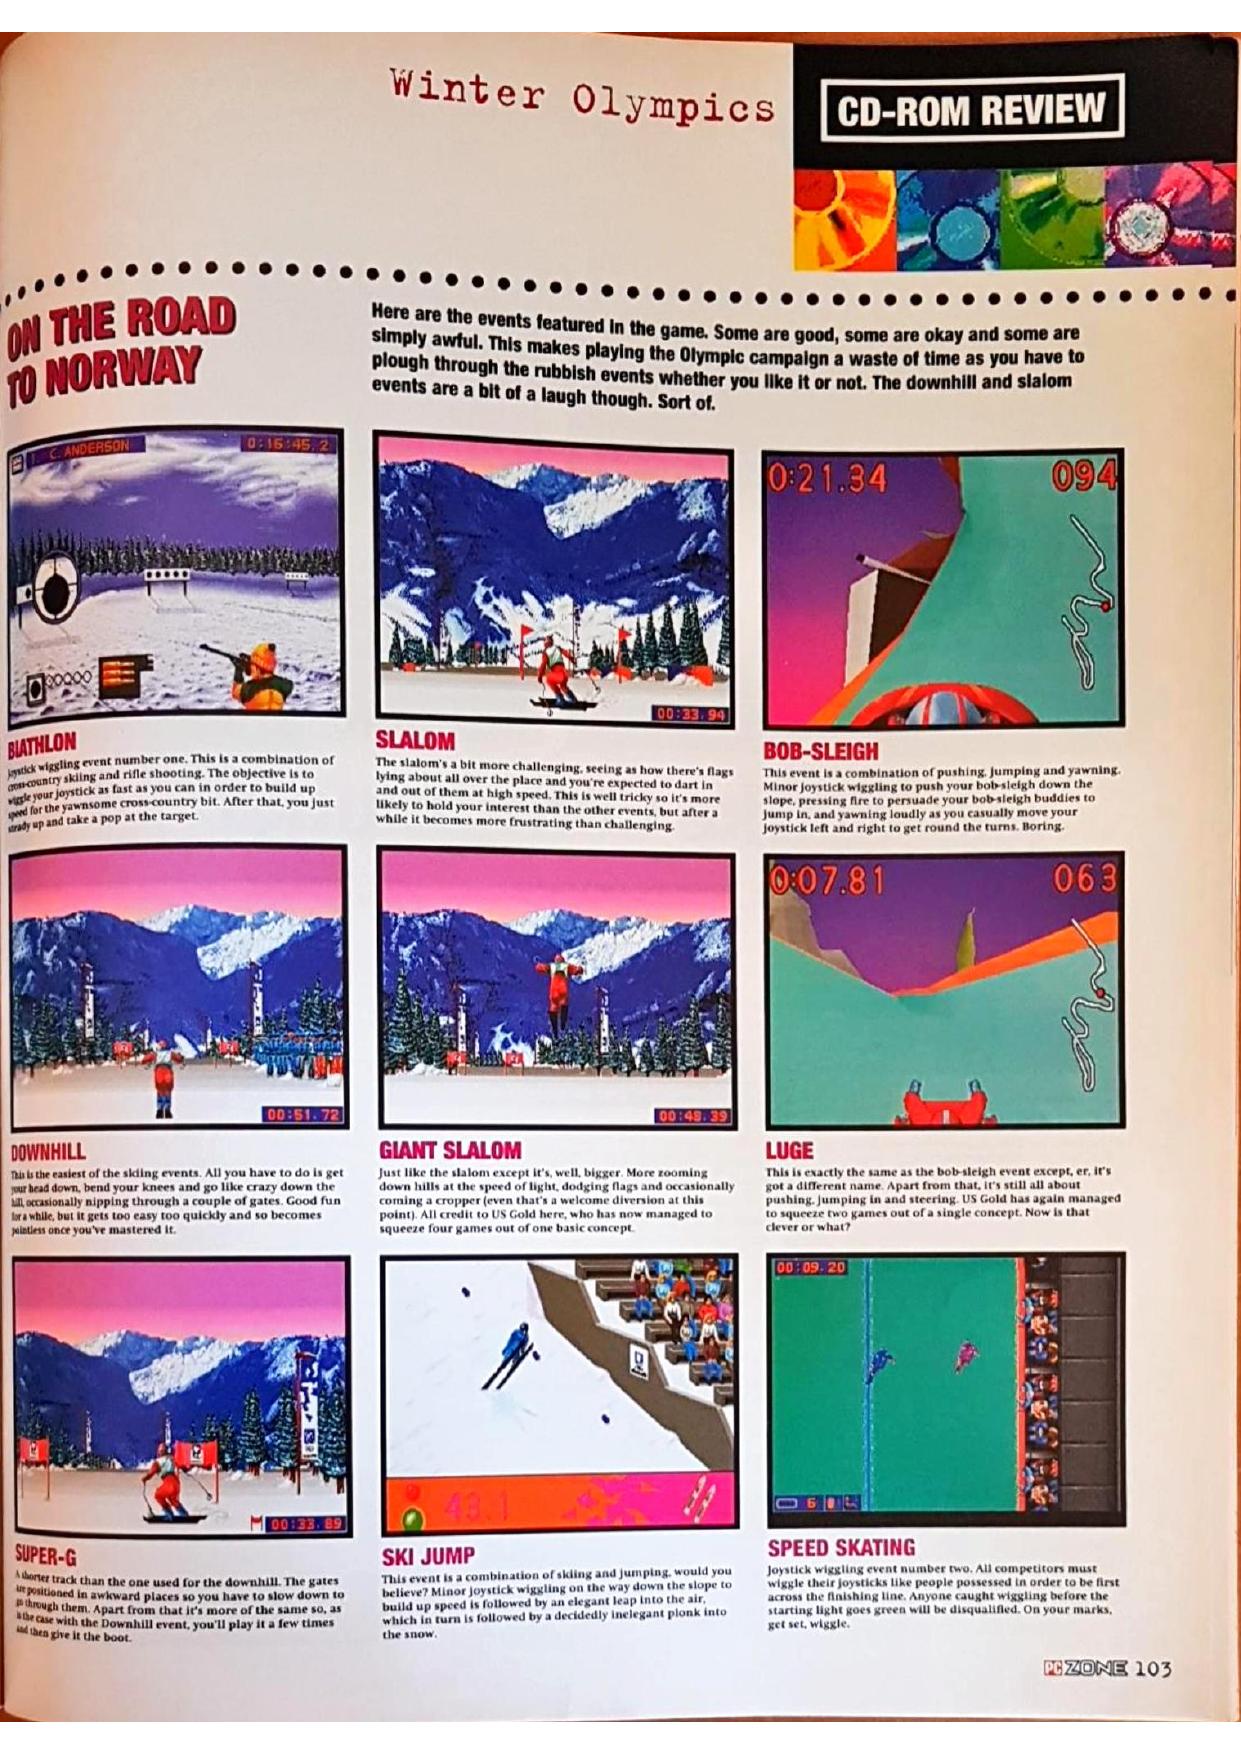 Winter Olympics
CD-ROM REVIEW
ON THE ROAD
TO NORWAY
Here are the events featured in the game. Some are good, some are okay and some are
simply awful. This makes playing the Olympic campaign a waste of time as you have to
plough through the rubbish events whether you like it or not. The downhill and slalom
events are a bit of a laugh though. Sort of.
C. ANDERSON
0:16:45.2
BIATHLON
Joystick wiggling event number one. This is a combination of
cross-country skiing and rifle shooting. The objective is to
wiggle your joystick as fast as you can in order to build up
speed for the yawnsome cross-country bit. After that, you just
steady up and take a pop at the target.
00:33.94
SLALOM
The slalom's a bit more challenging, seeing as how there's flags
lying about all over the place and you're expected to dart in
and out of them at high speed. This is well tricky so it's more
likely to hold your interest than the other events, but after a
while it becomes more frustrating than challenging.
0:21.34
094
BOB-SLEIGH
This event is a combination of pushing, jumping and yawning.
Minor joystick wiggling to push your bob-sleigh down the
slope, pressing fire to persuade your bob-sleigh buddies to
jump in, and yawning loudly as you casually move your
joystick left and right to get round the turns. Boring.
00:51.72
DOWNHILL
This is the easiest of the skiing events. All you have to do is get
your head down, bend your knees and go like crazy down the
hill, occasionally nipping through a couple of gates. Good fun
for a while, but it gets too easy too quickly and so becomes
pointless once you've mastered it.
00:48.39
GIANT SLALOM
Just like the slalom except it's, well, bigger. More zooming
down hills at the speed of light, dodging flags and occasionally
coming a cropper (even that's a welcome diversion at this
point). All credit to US Gold here, who has now managed to
squeeze four games out of one basic concept.
0:07.81
063
LUGE
This is exactly the same as the bob-sleigh event except, er, it's
got a different name. Apart from that, it's still all about
pushing, jumping in and steering. US Gold has again managed
to squeeze two games out of a single concept. Now is that
clever or what?
00:33.89
SUPER-G
A shorter track than the one used for the downhill. The gates
are positioned in awkward places so you have to slow down to
go through them. Apart from that it's more of the same so, as
is the case with the Downhill event, you'll play it a few times
and then give it the boot.
43.1
SKI JUMP
This event is a combination of skiing and jumping, would you
believe? Minor joystick wiggling on the way down the slope to
build up speed is followed by an elegant leap into the air,
which in turn is followed by a decidedly inelegant plonk into
the snow.
00:09.20
6
SPEED SKATING
Joystick wiggling event number two. All competitors must
wiggle their joysticks like people possessed in order to be first
across the finishing line. Anyone caught wiggling before the
starting light goes green will be disqualified. On your marks,
get set, wiggle.
PC ZONE 103